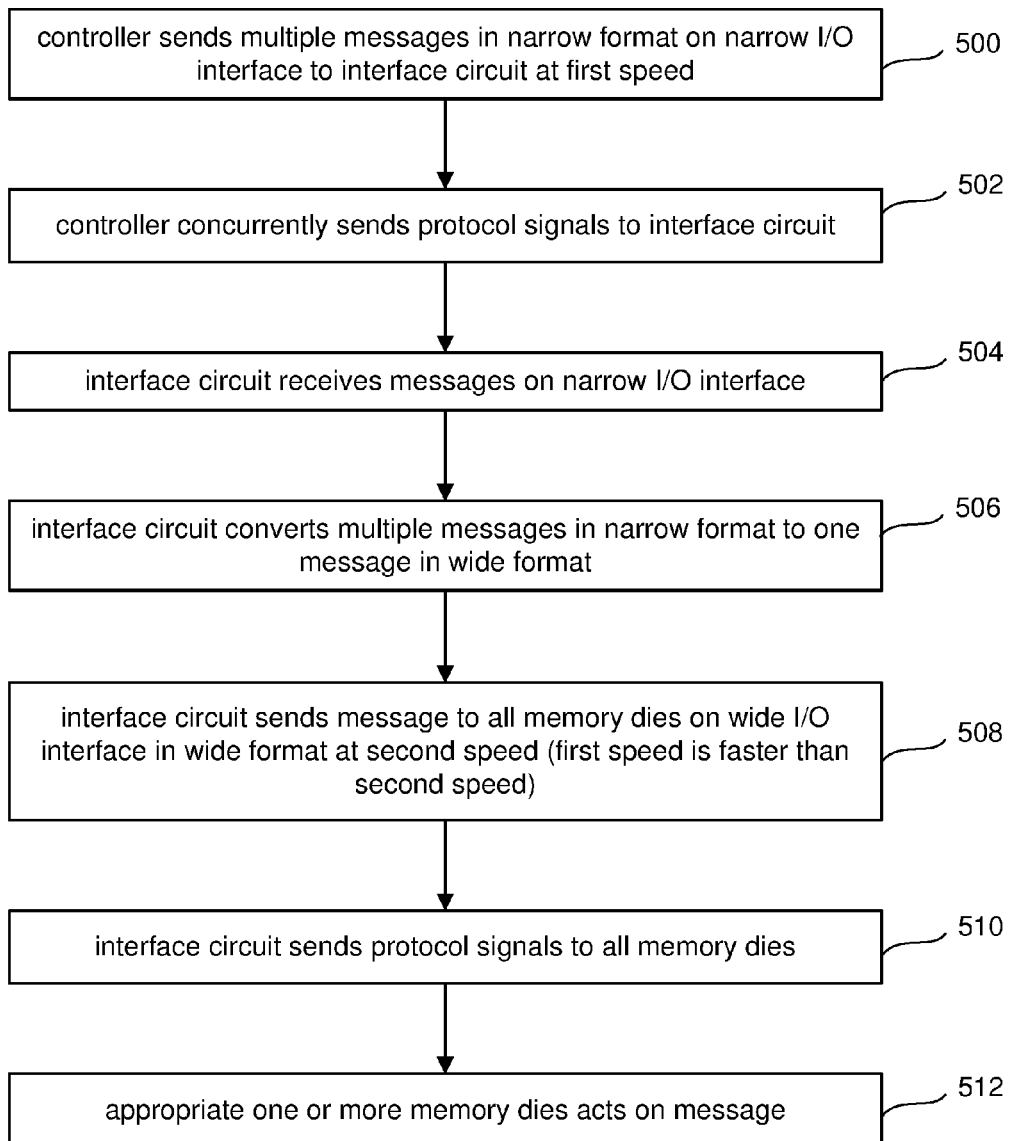 controller sends multiple messages in narrow format on narrow I/O
interface to interface circuit at first speed
500
controller concurrently sends protocol signals to interface circuit
502
interface circuit receives messages on narrow I/O interface
504
interface circuit converts multiple messages in narrow format to one
message in wide format
506
interface circuit sends message to all memory dies on wide I/O
interface in wide format at second speed (first speed is faster than
second speed)
508
interface circuit sends protocol signals to all memory dies
510
appropriate one or more memory dies acts on message
512